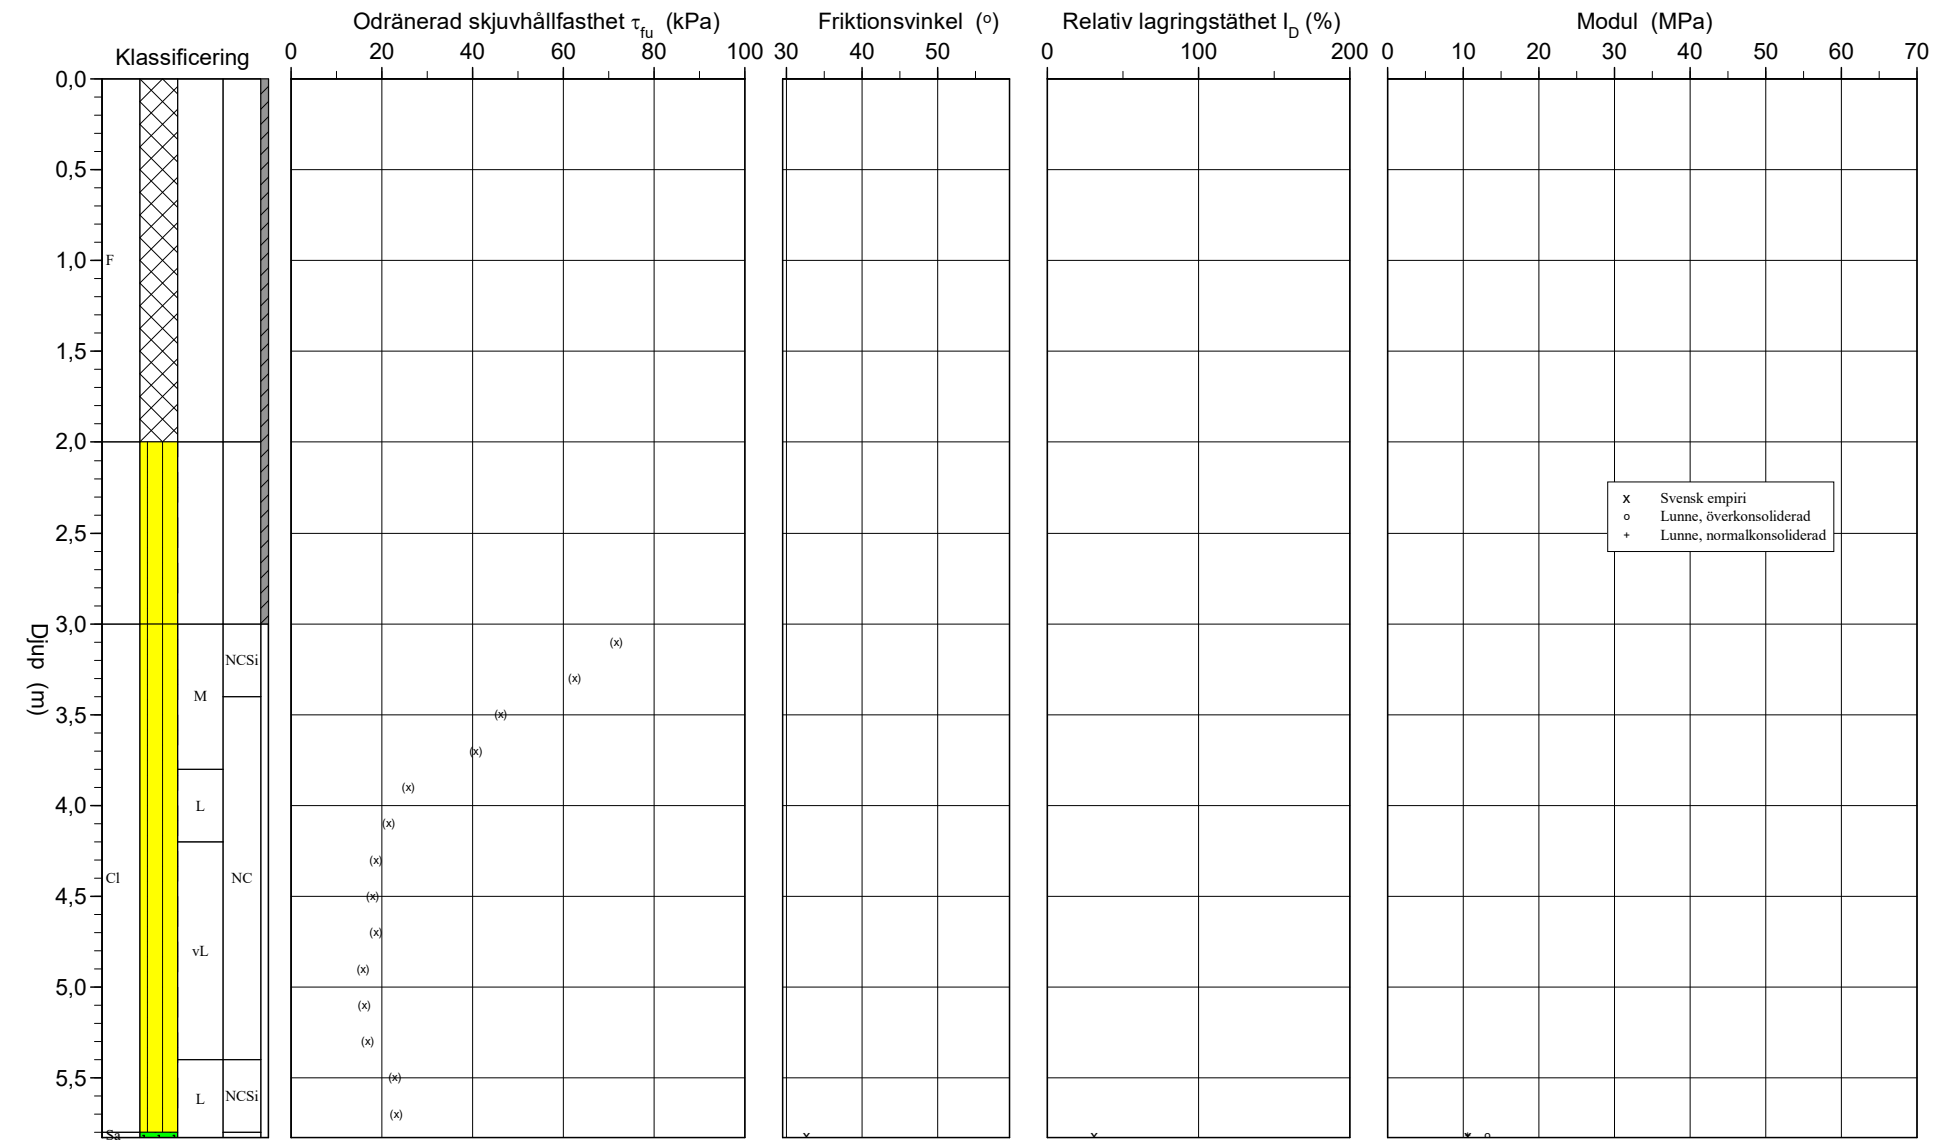 Odränerad skjuvhållfasthet τfu (kPa) Friktionsvinkel (o) Relativ lagringstäthet ID (%) Modul (MPa)
Klassificering
0 20 40 60 80 100 30 40 50 0 100 200 0 10 20 30 40 50 60 70
0,0
0,5
1,0 F
1,5
2,0
x Svensk empiri
o Lunne, överkonsoliderad
+ Lunne, normalkonsoliderad
2,5
3,0
Djup (m)
(x)
NCSi
(x)
M
3,5 (x)
(x)
(x)
4,0 L
(x)
(x)
Cl NC
4,5 (x)
(x)
vL
(x)
5,0
(x)
(x)
5,5 (x)
L NCSi
(x)
Sa x x x o